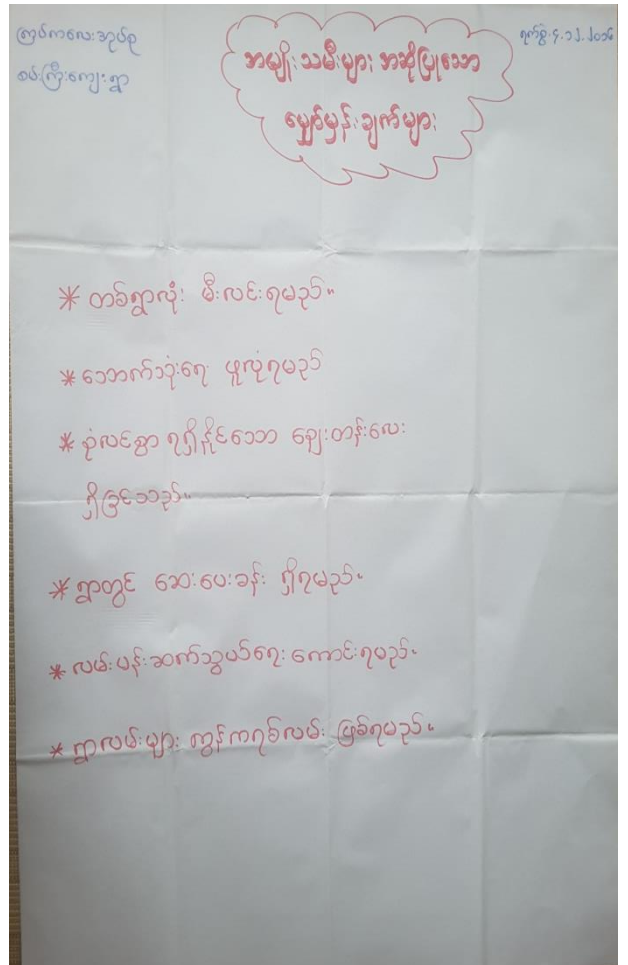 ကြပ်ကလေးအုပ်စု
စမ်းကြီးကျေးရွာ
ရက်စွဲ၊ ၄.၁၂.၂၀၁၆
အမျိုးသမီးများ အဆိုပြုသော
မျှော်မှန်းချက်များ
* တစ်ရွာလုံး မီးလင်းရမည်။
* သောက်သုံးရေ ဖူလုံရမည်
* စုံလင်စွာ ရရှိနိုင်သော ဈေးတန်းလေး
ရှိခြင်သည်။
* ရွာတွင် ဆေးပေးခန်း ရှိရမည်။
* လမ်းပန်းဆက်သွယ်ရေး ကောင်းရမည်။
* ရွာလမ်းများ ကွန်ကရစ်လမ်း ဖြစ်ရမည်။